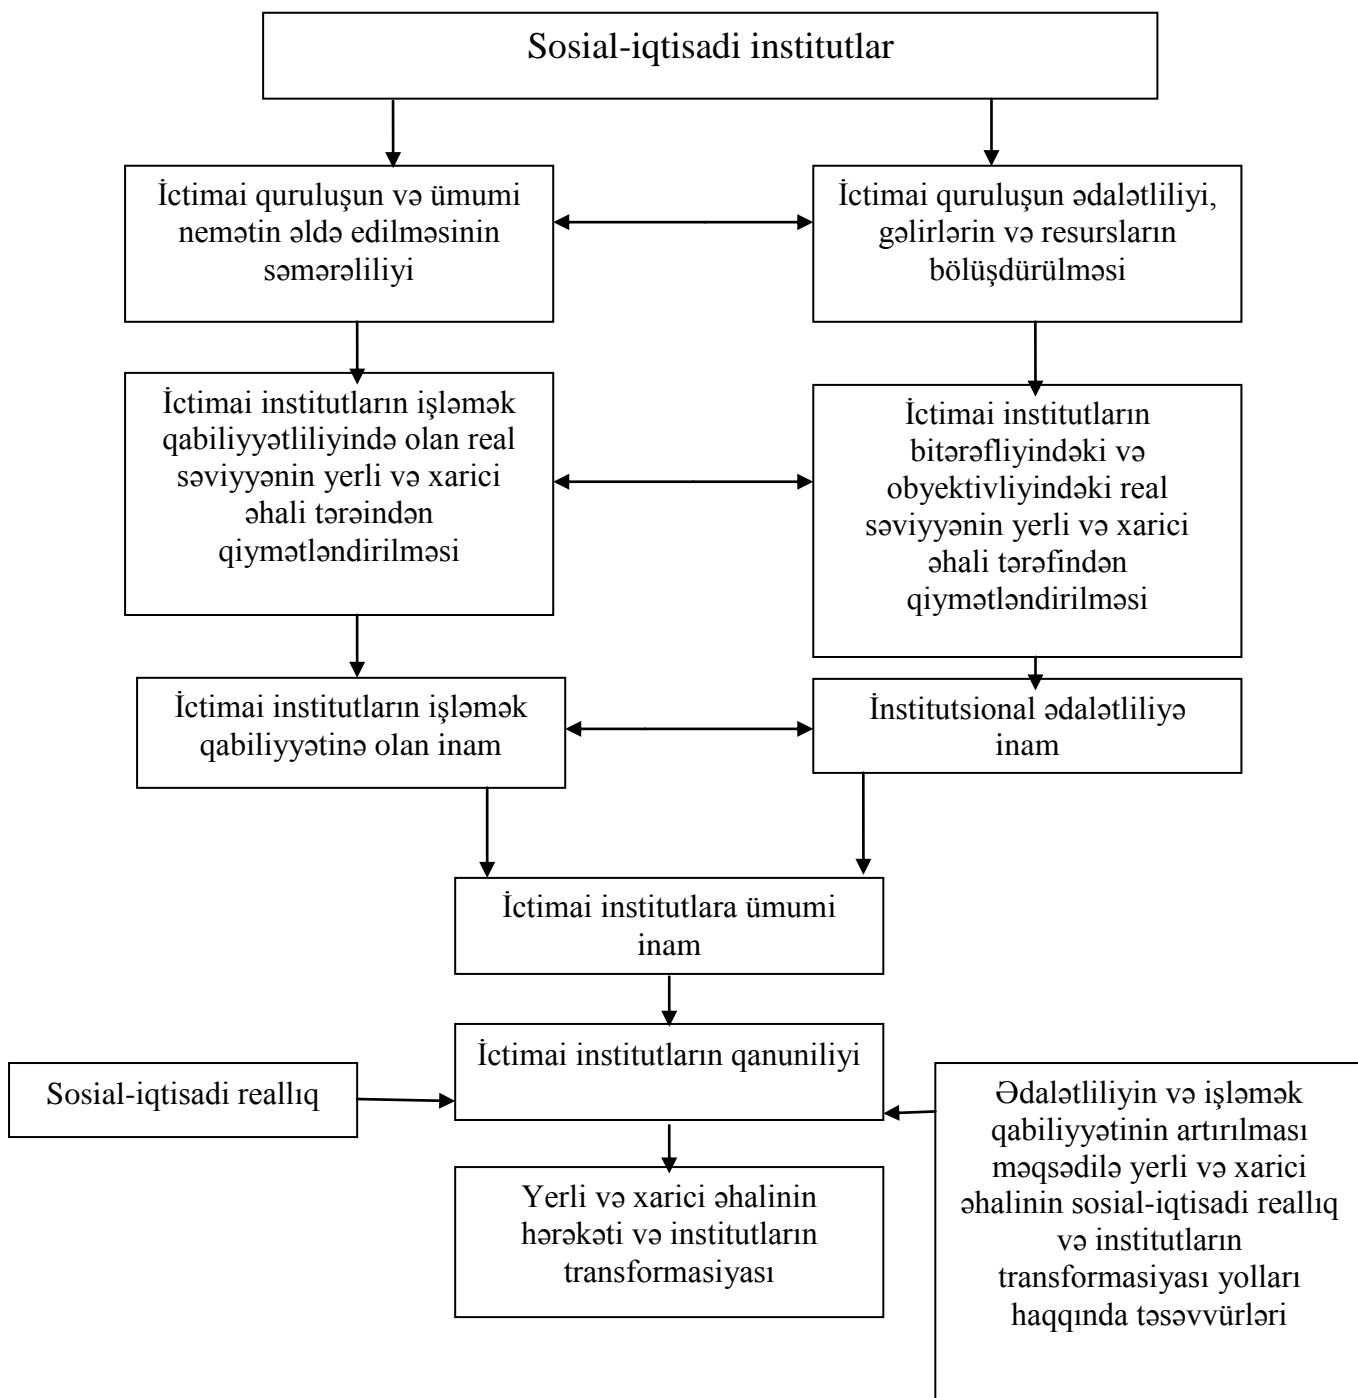 Sosial-iqtisadi institutlar
İctimai quruluşun və ümumi
nemətin əldə edilməsinin
səmərəliliyi
İctimai quruluşun ədalətliliyi,
gəlirlərin və resursların
bölüşdürülməsi
İctimai institutların işləmək
qabiliyyətliliyində olan real
səviyyənin yerli və xarici
əhali tərəindən
qiymətləndirilməsi
İctimai institutların
bitərəfliyindəki və
obyektivliyindəki real
səviyyənin yerli və xarici
əhali tərəfindən
qiymətləndirilməsi
İctimai institutların işləmək
qabiliyyətinə olan inam
İnstitutsional ədalətliliyə
inam
İctimai institutlara ümumi
inam
İctimai institutların qanuniliyi
Sosial-iqtisadi reallıq
Ədalətliliyin və işləmək
qabiliyyətinin artırılması
məqsədilə yerli və xarici
əhalinin sosial-iqtisadi reallıq
və institutların
transformasiyası yolları
haqqında təsəvvürləri
Yerli və xarici əhalinin
hərəkəti və institutların
transformasiyası